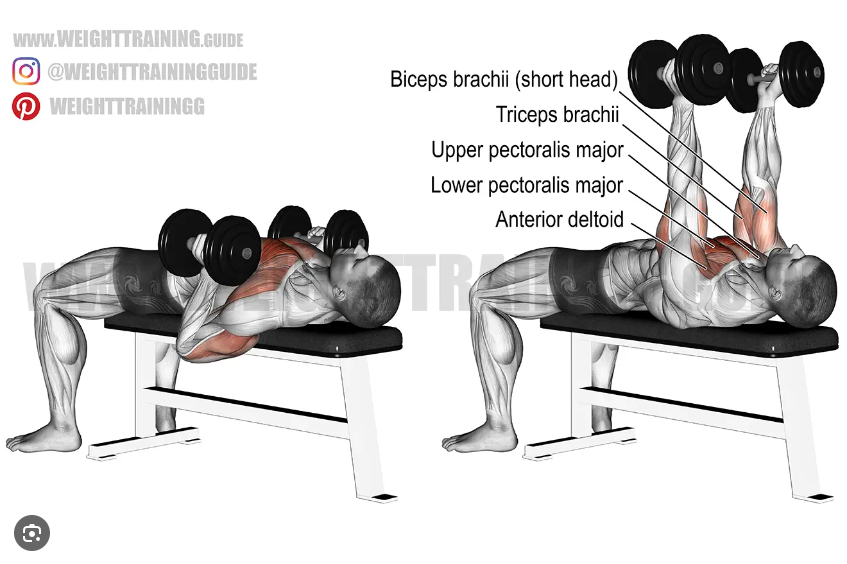 www.WEIGHTTRAINING.GUIDE
@WEIGHTTRAININGGUIDE
WEIGHTTRAININGG
Biceps brachii (short head)
Triceps brachii
Upper pectoralis major
Lower pectoralis major
Anterior deltoid
WWW.WEIGHTTRAINING.GUIDE